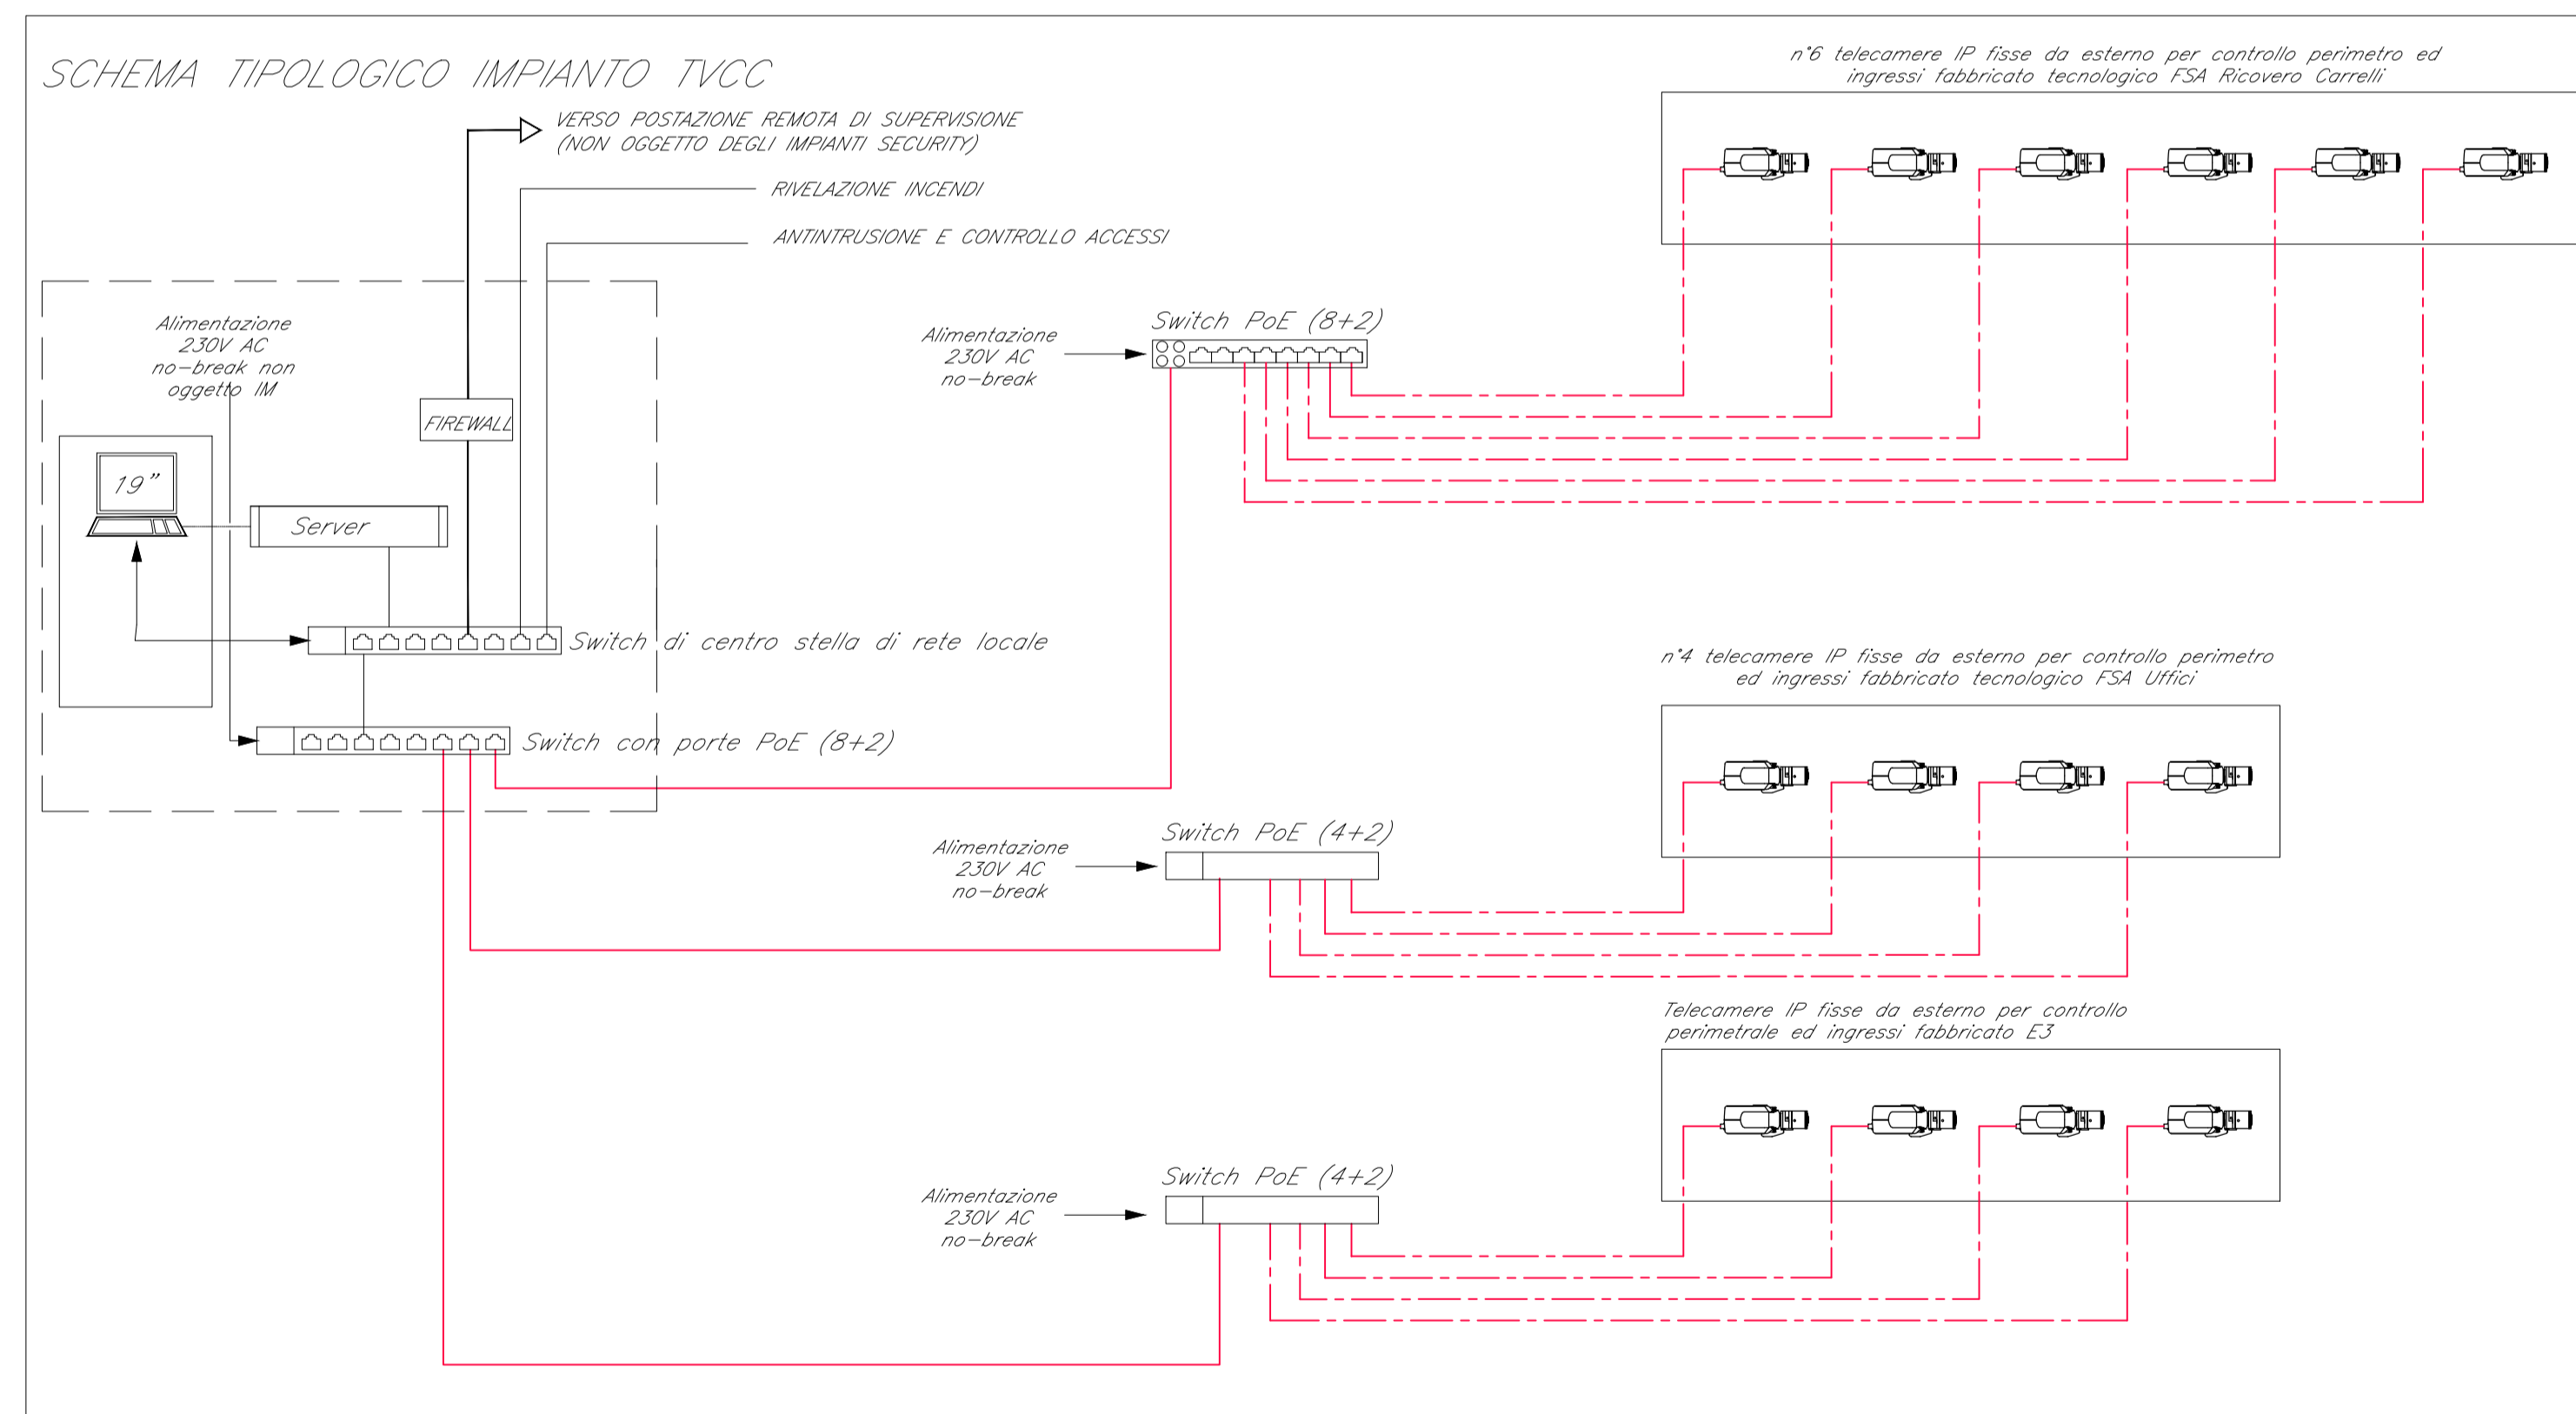 SCHEMA TIPOLOGICO IMPIANTO TVCC
VERSO POSTAZIONE REMOTA DI SUPERVISIONE
(NON OGGETTO DEGLI IMPIANTI SECURITY)
RIVELAZIONE INCENDI
ANTINTRUSIONE E CONTROLLO ACCESSI
Alimentazione
230V AC
no-break non
oggetto IM
FIREWALL
19"
Server
Switch di centro stella di rete locale
Switch con porte PoE (8+2)
n°6 telecamere IP fisse da esterno per controllo perimetro ed
ingressi fabbricato tecnologico FSA Ricovero Carrelli
Switch PoE (8+2)
Alimentazione
230V AC
no-break
n°4 telecamere IP fisse da esterno per controllo perimetro
ed ingressi fabbricato tecnologico FSA Uffici
Switch PoE (4+2)
Alimentazione
230V AC
no-break
Telecamere IP fisse da esterno per controllo
perimetrale ed ingressi fabbricato E3
Switch PoE (4+2)
Alimentazione
230V AC
no-break